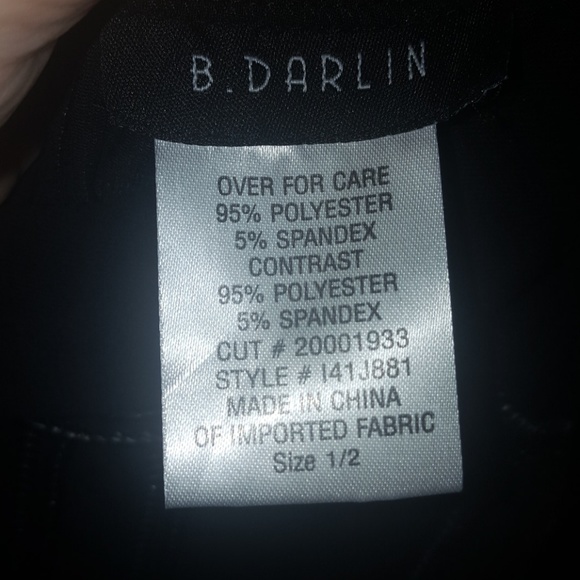 B.DARLIN
OVER FOR CARE
95% POLYESTER
5% SPANDEX
CONTRAST
95% POLYESTER
5% SPANDEX
CUT # 20001933
STYLE # I41J881
MADE IN CHINA
OF IMPORTED FABRIC
Size 1/2